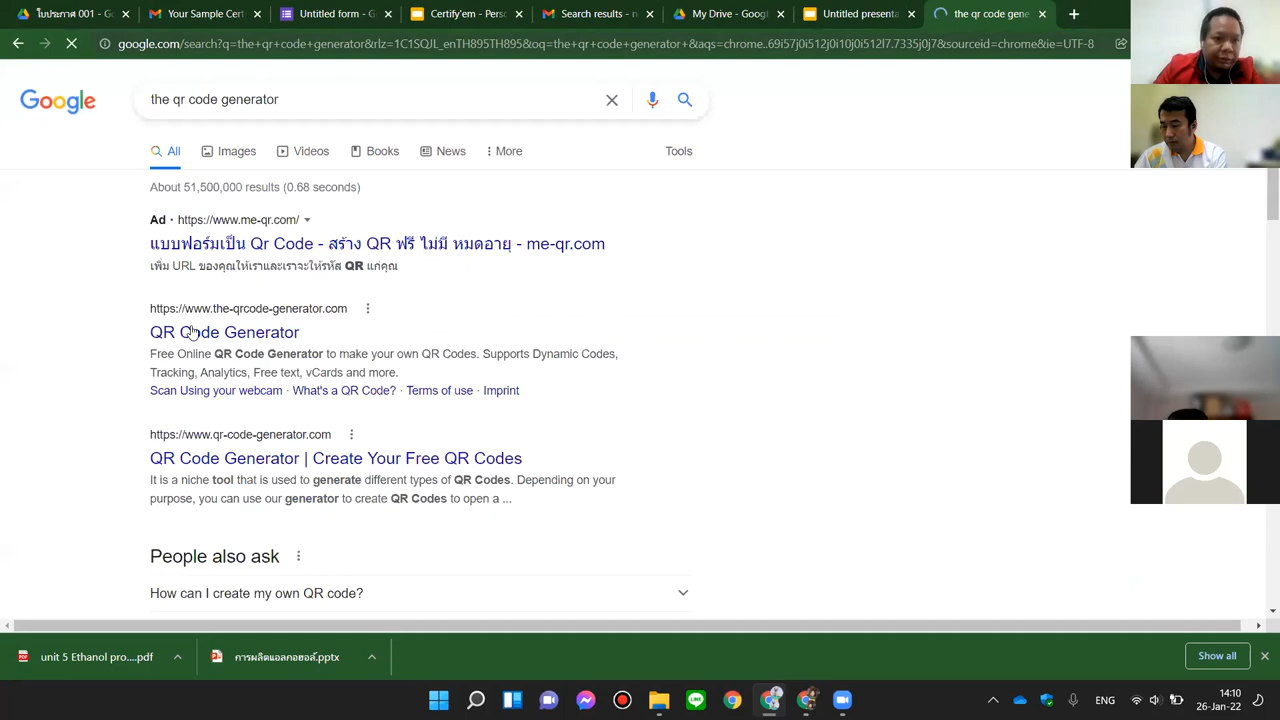 ใบประกาศ 001 - G
Your Sample Cert
Untitled form - G
Certify'em - Pers
Search results - n
My Drive - Googl
Untitled presenta
the qr code gene
google.com/search?q=the+qr+code+generator&rlz=1C1SQJL_enTH895TH895&oq=the+qr+code+generator+&aqs=chrome..69i57j0i512j0i10j0i512l7.7335j0j7&sourceid=chrome&ie=UTF-8
Google
the qr code generator
All
Images
Videos
Books
News
More
Tools
About 51,500,000 results (0.68 seconds)
Ad · https://www.me-qr.com/
แบบฟอร์มเป็น Qr Code - สร้าง QR ฟรี ไม่มี หมดอายุ - me-qr.com
เพิ่ม URL ของคุณให้เราและเราจะให้รหัส QR แก่คุณ
https://www.the-qrcode-generator.com
QR Code Generator
Free Online QR Code Generator to make your own QR Codes. Supports Dynamic Codes,
Tracking, Analytics, Free text, vCards and more.
Scan Using your webcam · What's a QR Code? · Terms of use · Imprint
https://www.qr-code-generator.com
QR Code Generator | Create Your Free QR Codes
It is a niche tool that is used to generate different types of QR Codes. Depending on your
purpose, you can use our generator to create QR Codes to open a ...
People also ask
How can I create my own QR code?
unit 5 Ethanol pro....pdf
การผลิตแอลกอฮอล์.pptx
Show all
ENG
14:10
26-Jan-22